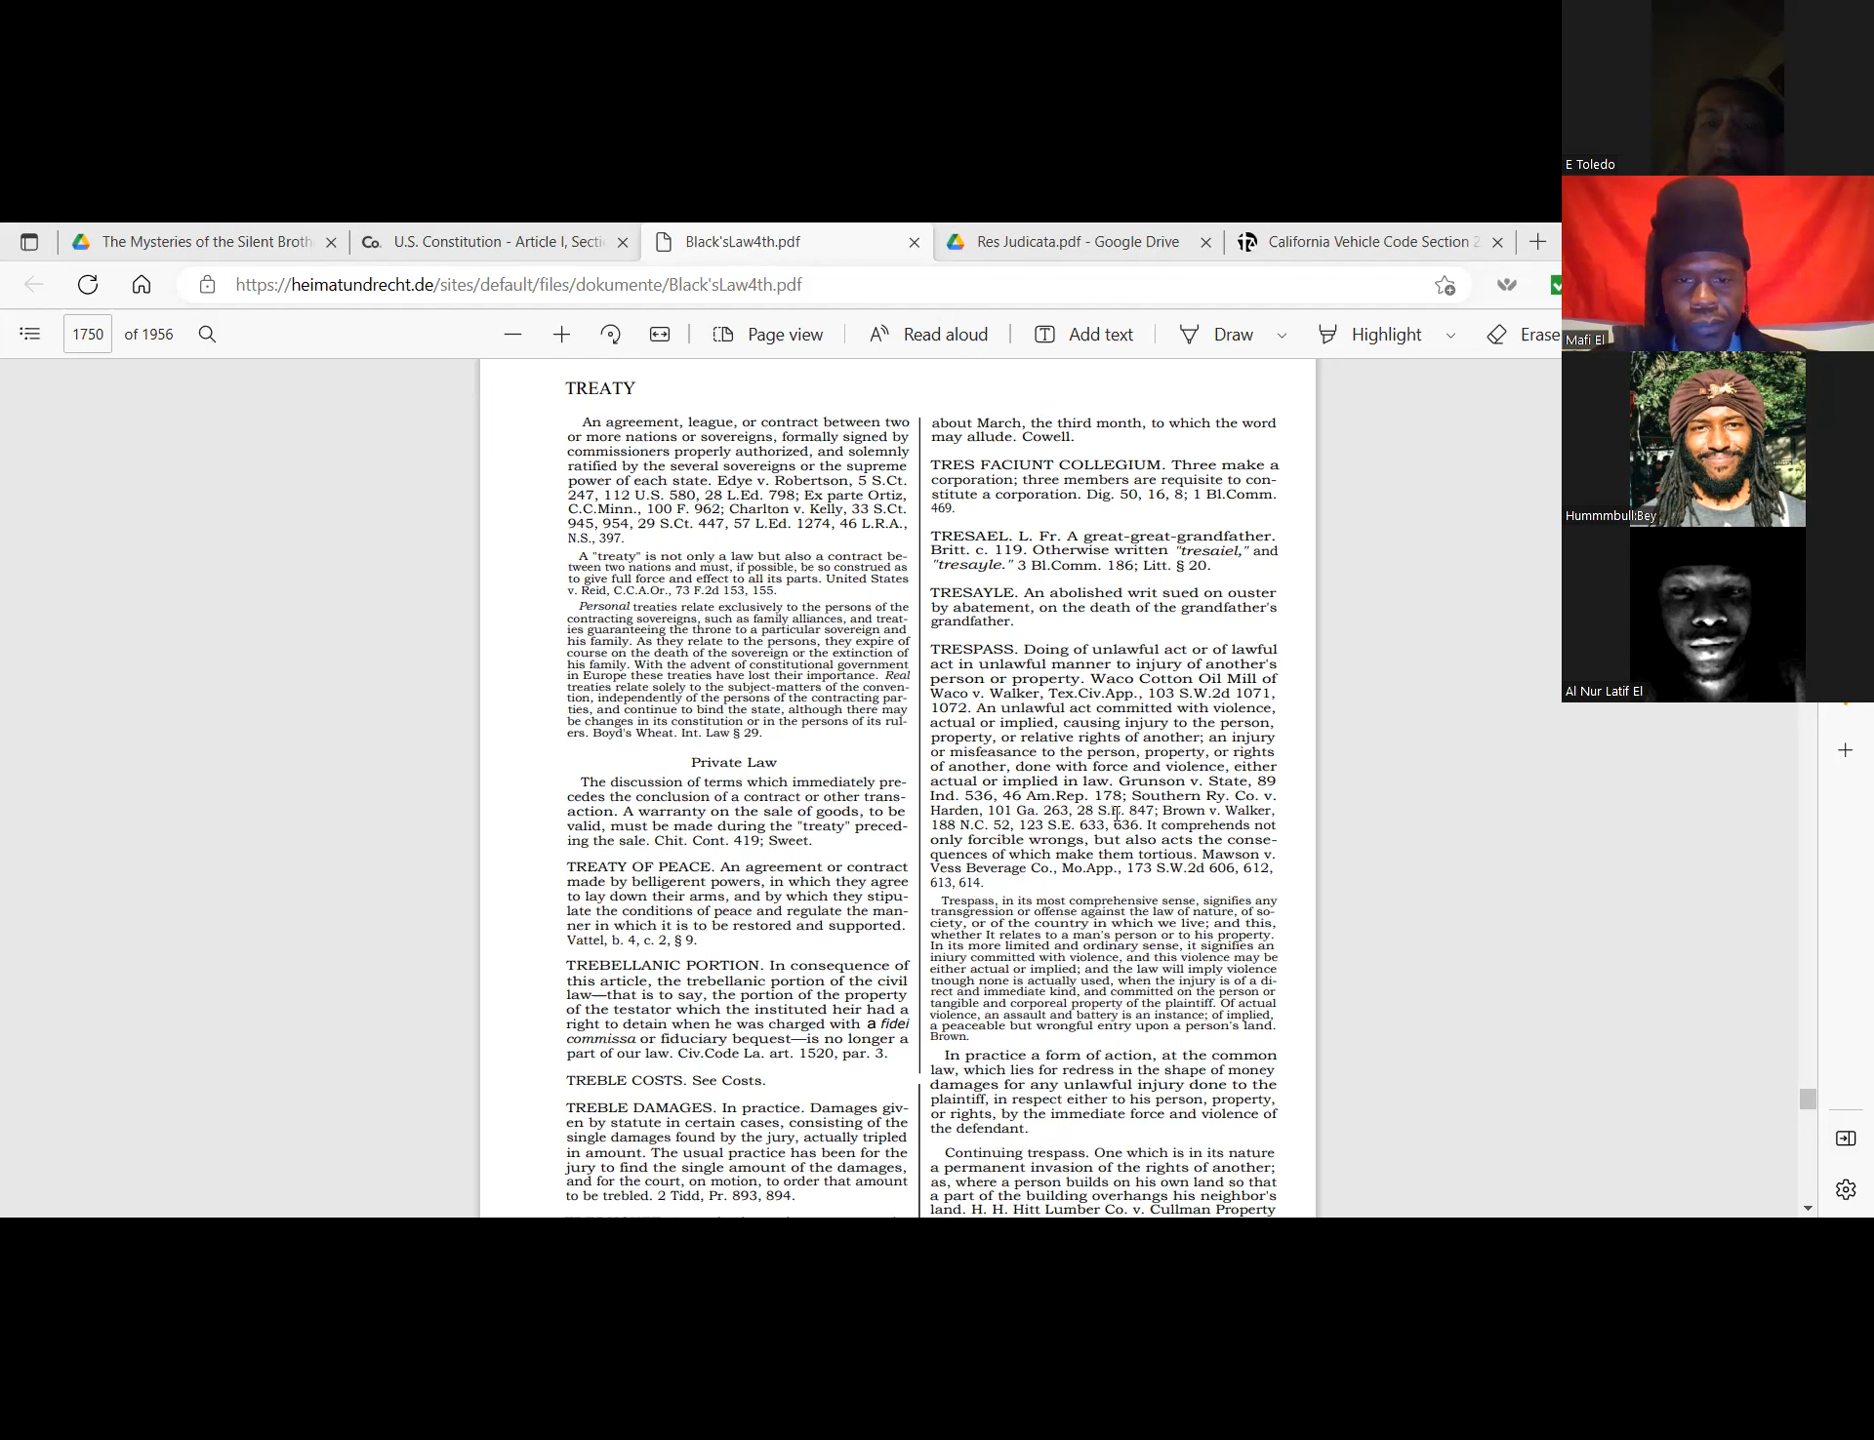 The Mysteries of the Silent Broth
U.S. Constitution - Article I, Secti
Black'sLaw4th.pdf
Res Judicata.pdf - Google Drive
California Vehicle Code Section 2
https://heimatundrecht.de/sites/default/files/dokumente/Black'sLaw4th.pdf
1750 of 1956
Page view
Read aloud
Add text
Draw
Highlight
Erase
TREATY
An agreement, league, or contract between two
or more nations or sovereigns, formally signed by
commissioners properly authorized, and solemnly
ratified by the several sovereigns or the supreme
power of each state. Edye v. Robertson, 5 S.Ct.
247, 112 U.S. 580, 28 L.Ed. 798; Ex parte Ortiz,
C.C.Minn., 100 F. 962; Charlton v. Kelly, 33 S.Ct.
945, 954, 29 S.Ct. 447, 57 L.Ed. 1274, 46 L.R.A.,
N.S., 397.
A "treaty" is not only a law but also a contract be-
tween two nations and must, if possible, be so construed as
to give full force and effect to all its parts. United States
v. Reid, C.C.A.Or., 73 F.2d 153, 155.
Personal treaties relate exclusively to the persons of the
contracting sovereigns, such as family alliances, and treat-
ies guaranteeing the throne to a particular sovereign and
his family. As they relate to the persons, they expire of
course on the death of the sovereign or the extinction of
his family. With the advent of constitutional government
in Europe these treaties have lost their importance. Real
treaties relate solely to the subject-matters of the conven-
tion, independently of the persons of the contracting par-
ties, and continue to bind the state, although there may
be changes in its constitution or in the persons of its rul-
ers. Boyd's Wheat. Int. Law § 29.
Private Law
The discussion of terms which immediately pre-
cedes the conclusion of a contract or other trans-
action. A warranty on the sale of goods, to be
valid, must be made during the "treaty" preced-
ing the sale. Chit. Cont. 419; Sweet.
TREATY OF PEACE. An agreement or contract
made by belligerent powers, in which they agree
to lay down their arms, and by which they stipu-
late the conditions of peace and regulate the man-
ner in which it is to be restored and supported.
Vattel, b. 4, c. 2, § 9.
TREBELLANIC PORTION. In consequence of
this article, the trebellanic portion of the civil
law—that is to say, the portion of the property
of the testator which the instituted heir had a
right to detain when he was charged with a fidei
commissa or fiduciary bequest—is no longer a
part of our law. Civ.Code La. art. 1520, par. 3.
TREBLE COSTS. See Costs.
TREBLE DAMAGES. In practice. Damages giv-
en by statute in certain cases, consisting of the
single damages found by the jury, actually tripled
in amount. The usual practice has been for the
jury to find the single amount of the damages,
and for the court, on motion, to order that amount
to be trebled. 2 Tidd, Pr. 893, 894.
about March, the third month, to which the word
may allude. Cowell.
TRES FACIUNT COLLEGIUM. Three make a
corporation; three members are requisite to con-
stitute a corporation. Dig. 50, 16, 8; 1 Bl.Comm.
469.
TRESAEL. L. Fr. A great-great-grandfather.
Britt. c. 119. Otherwise written "tresaiel," and
"tresayle." 3 Bl.Comm. 186; Litt. § 20.
TRESAYLE. An abolished writ sued on ouster
by abatement, on the death of the grandfather's
grandfather.
TRESPASS. Doing of unlawful act or of lawful
act in unlawful manner to injury of another's
person or property. Waco Cotton Oil Mill of
Waco v. Walker, Tex.Civ.App., 103 S.W.2d 1071,
1072. An unlawful act committed with violence,
actual or implied, causing injury to the person,
property, or relative rights of another; an injury
or misfeasance to the person, property, or rights
of another, done with force and violence, either
actual or implied in law. Grunson v. State, 89
Ind. 536, 46 Am.Rep. 178; Southern Ry. Co. v.
Harden, 101 Ga. 263, 28 S.E. 847; Brown v. Walker,
188 N.C. 52, 123 S.E. 633, 636. It comprehends not
only forcible wrongs, but also acts the conse-
quences of which make them tortious. Mawson v.
Vess Beverage Co., Mo.App., 173 S.W.2d 606, 612,
613, 614.
Trespass, in its most comprehensive sense, signifies any
transgression or offense against the law of nature, of so-
ciety, or of the country in which we live; and this,
whether It relates to a man's person or to his property.
In its more limited and ordinary sense, it signifies an
iniury committed with violence, and this violence may be
either actual or implied; and the law will imply violence
tnough none is actually used, when the injury is of a di-
rect and immediate kind, and committed on the person or
tangible and corporeal property of the plaintiff. Of actual
violence, an assault and battery is an instance; of implied,
a peaceable but wrongful entry upon a person's land.
Brown.
In practice a form of action, at the common
law, which lies for redress in the shape of money
damages for any unlawful injury done to the
plaintiff, in respect either to his person, property,
or rights, by the immediate force and violence of
the defendant.
Continuing trespass. One which is in its nature
a permanent invasion of the rights of another;
as, where a person builds on his own land so that
a part of the building overhangs his neighbor's
land. H. H. Hitt Lumber Co. v. Cullman Property
E Toledo
Mafi El
Hummmbull:Bey
Al Nur Latif El